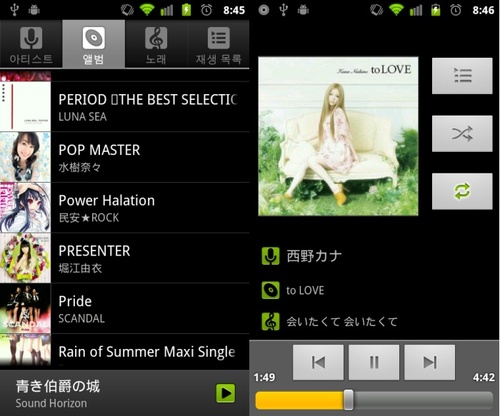 8:45
아티스트
앨범
노래
재생 목록
PERIOD ▯THE BEST SELECTIC
LUNA SEA
POP MASTER
水樹奈々
Power Halation
民安★ROCK
PRESENTER
堀江由衣
Pride
SCANDAL
SCANDAL
Rain of Summer Maxi Single
青き伯爵の城
Sound Horizon
8:46
Kana Nishino to LOVE
西野カナ
to LOVE
会いたくて 会いたくて
1:49
4:42